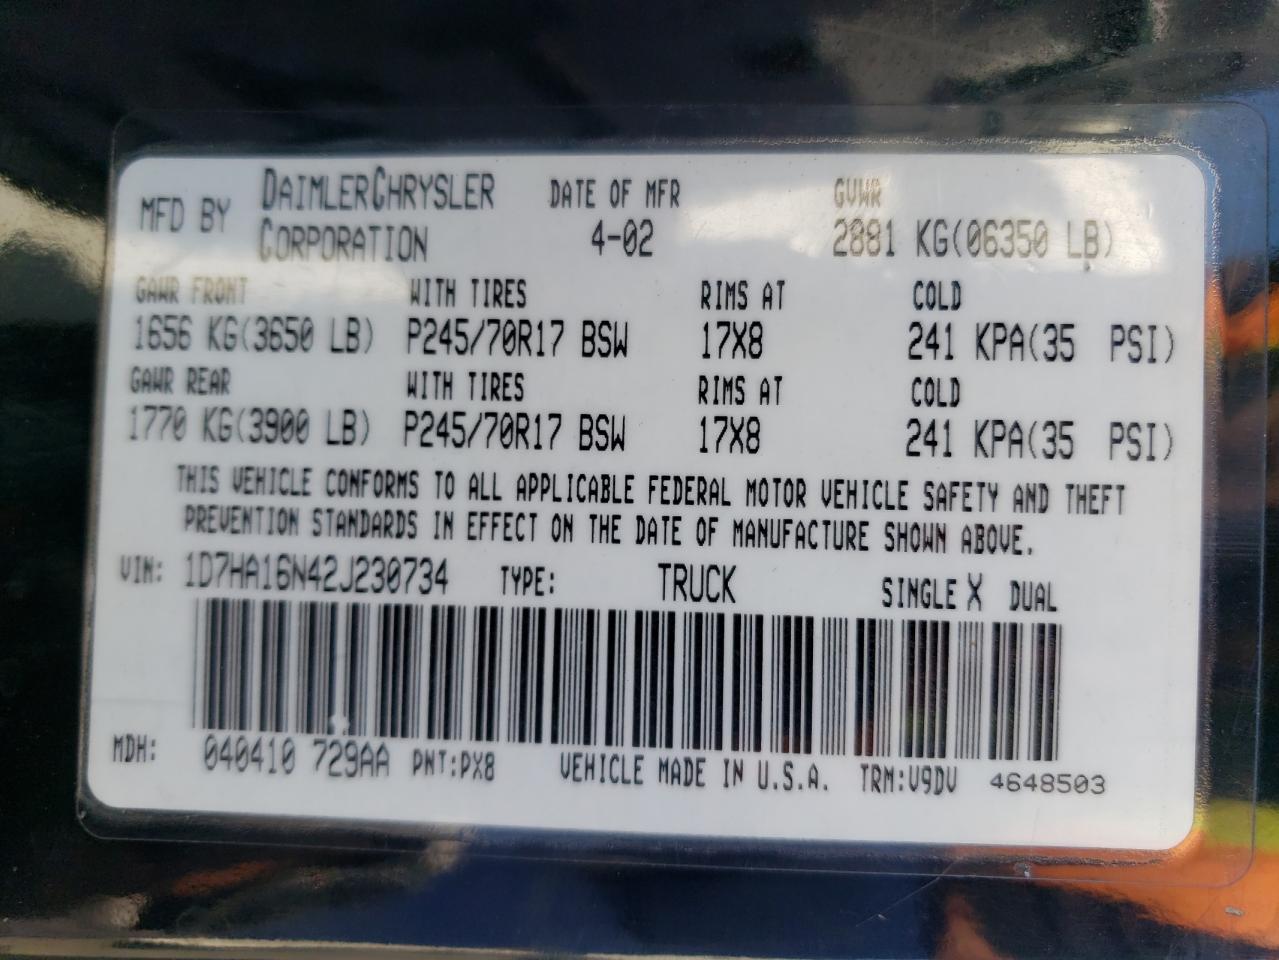 MFD BY DAIMLERCHRYSLER CORPORATION DATE OF MFR 4-02 GVWR 2881 KG(06350 LB)
GAWR FRONT WITH TIRES RIMS AT COLD
1656 KG(3650 LB) P245/70R17 BSW 17X8 241 KPA(35 PSI)
GAWR REAR WITH TIRES RIMS AT COLD
1770 KG(3900 LB) P245/70R17 BSW 17X8 241 KPA(35 PSI)
THIS VEHICLE CONFORMS TO ALL APPLICABLE FEDERAL MOTOR VEHICLE SAFETY AND THEFT
PREVENTION STANDARDS IN EFFECT ON THE DATE OF MANUFACTURE SHOWN ABOVE.
VIN: 1D7HA16N42J230734 TYPE: TRUCK SINGLE X DUAL
MDH: 040410 729AA PNT:PX8 VEHICLE MADE IN U.S.A. TRM:V9DV 4648503